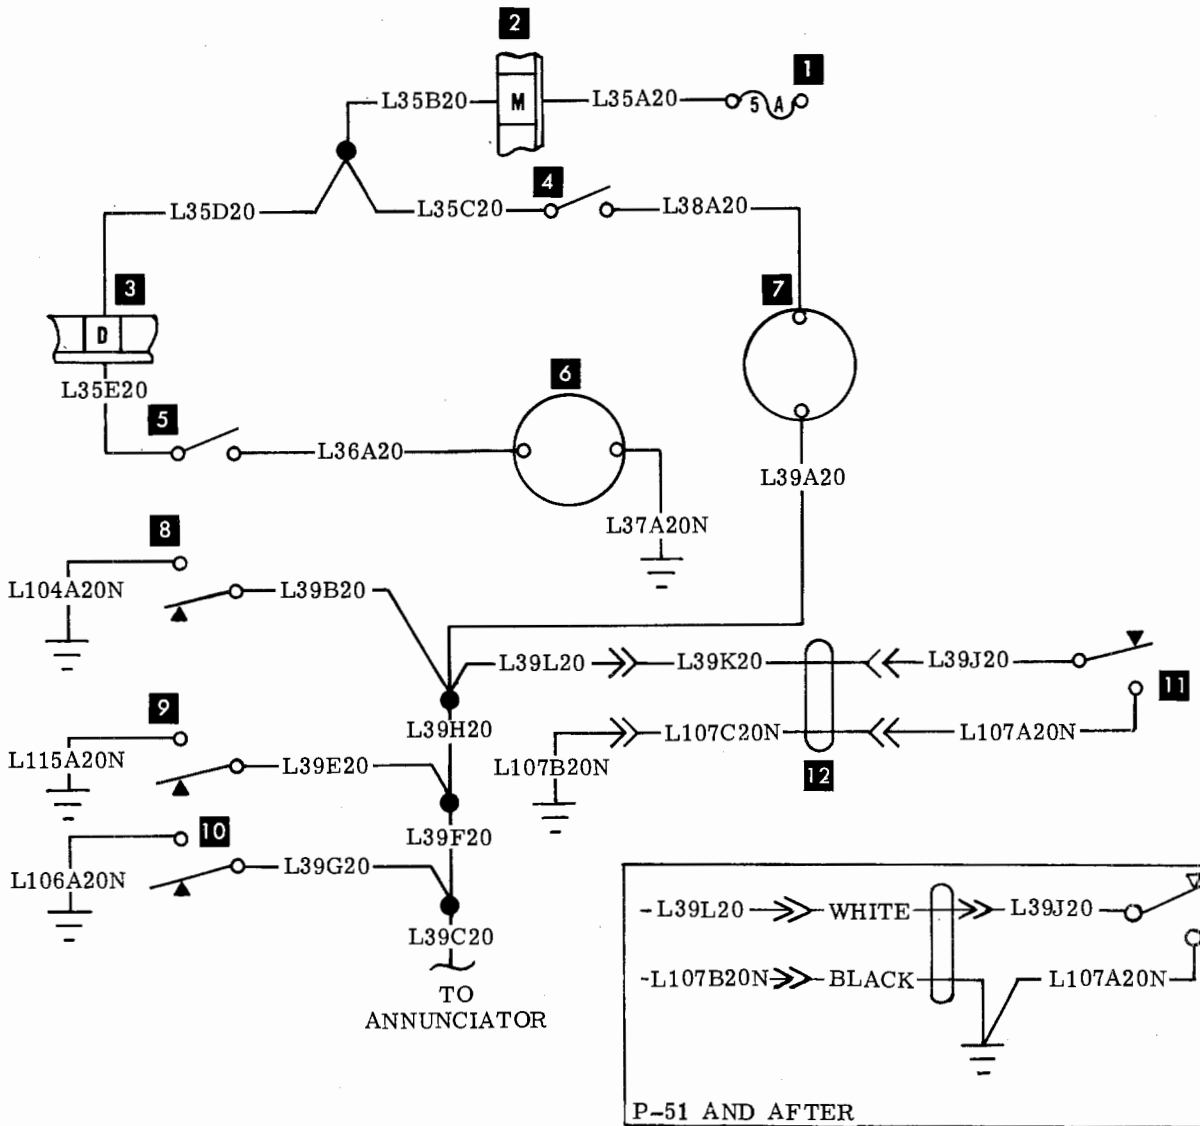 2
1
L35B20
M
L35A20
5 A
4
L35D20
L35C20
L38A20
3
7
D
L35E20
6
5
L36A20
L39A20
L37A20N
8
L104A20N
L39B20
L39L20
L39K20
L39J20
11
9
L39H20
L115A20N
L39E20
L107C20N
L107A20N
L107B20N
12
10
L39F20
L106A20N
L39G20
L39C20
TO
ANNUNCIATOR
-L39L20
WHITE
L39J20
~L107B20N
BLACK
L107A20N
P-51 AND AFTER